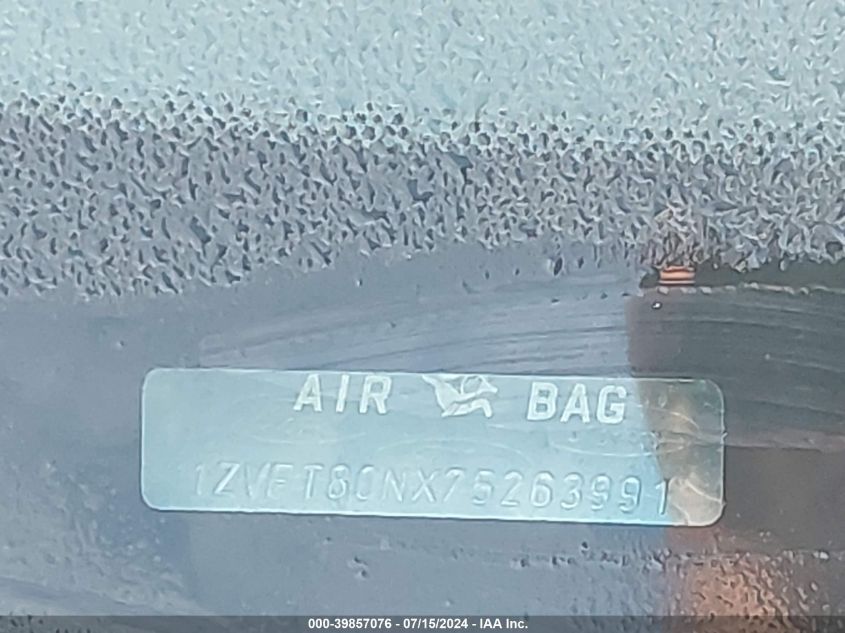 AIR BAG
1ZVFT80NX75263991
000-39857076 - 07/15/2024 - IAA Inc.